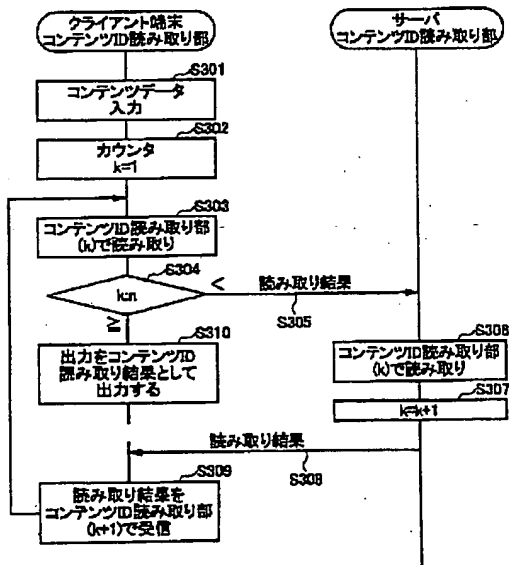 クライアント端末
コンテンツID読み取り部
サーバ
コンテンツID読み取り部
S301
コンテンツデータ
入力
S302
カウンタ
k=1
S303
コンテンツID読み取り部
(k)で読み取り
S304
k:n
<
読み取り結果
S305
≧
S310
出力をコンテンツID
読み取り結果として
出力する
S306
コンテンツID読み取り部
(k)で読み取り
S307
k=k+1
読み取り結果
S308
S309
読み取り結果を
コンテンツID読み取り部
(k+1)で受信